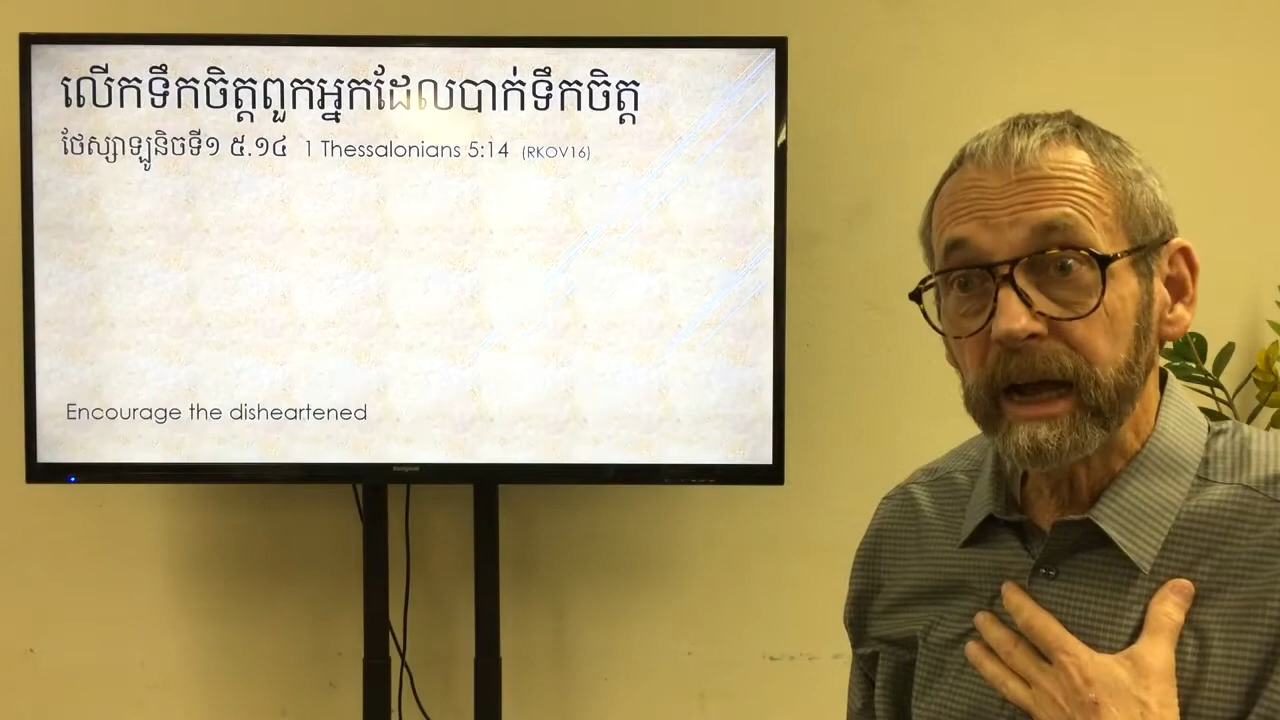 លើកទឹកចិត្តពួកអ្នកដែលបាក់ទឹកចិត្ត
ថែស្សាឡូនិចទី១ ៥.១៤ 1 Thessalonians 5:14 (RKOV16)
Encourage the disheartened